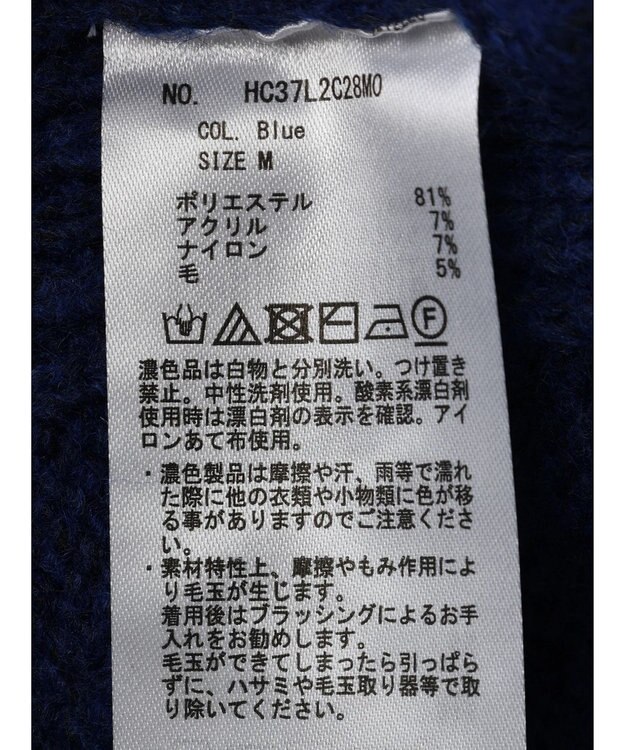 NO. HC37L2C28MO
COL. Blue
SIZE M
ポリエステル 81%
アクリル 7%
ナイロン 7%
毛 5%
F
濃色品は白物と分別洗い。つけ置き
禁止。中性洗剤使用。酸素系漂白剤
使用時は漂白剤の表示を確認。アイ
ロンあて布使用。
・濃色製品は摩擦や汗、雨等で濡れ
た際に他の衣類や小物類に色が移
る事がありますのでご注意くださ
い。
・素材特性上、摩擦やもみ作用によ
り毛玉が生じます。
着用後はブラッシングによるお手
入れをお勧めします。
毛玉ができてしまったら引っぱら
ずに、ハサミや毛玉取り器等で取
り除いてください。